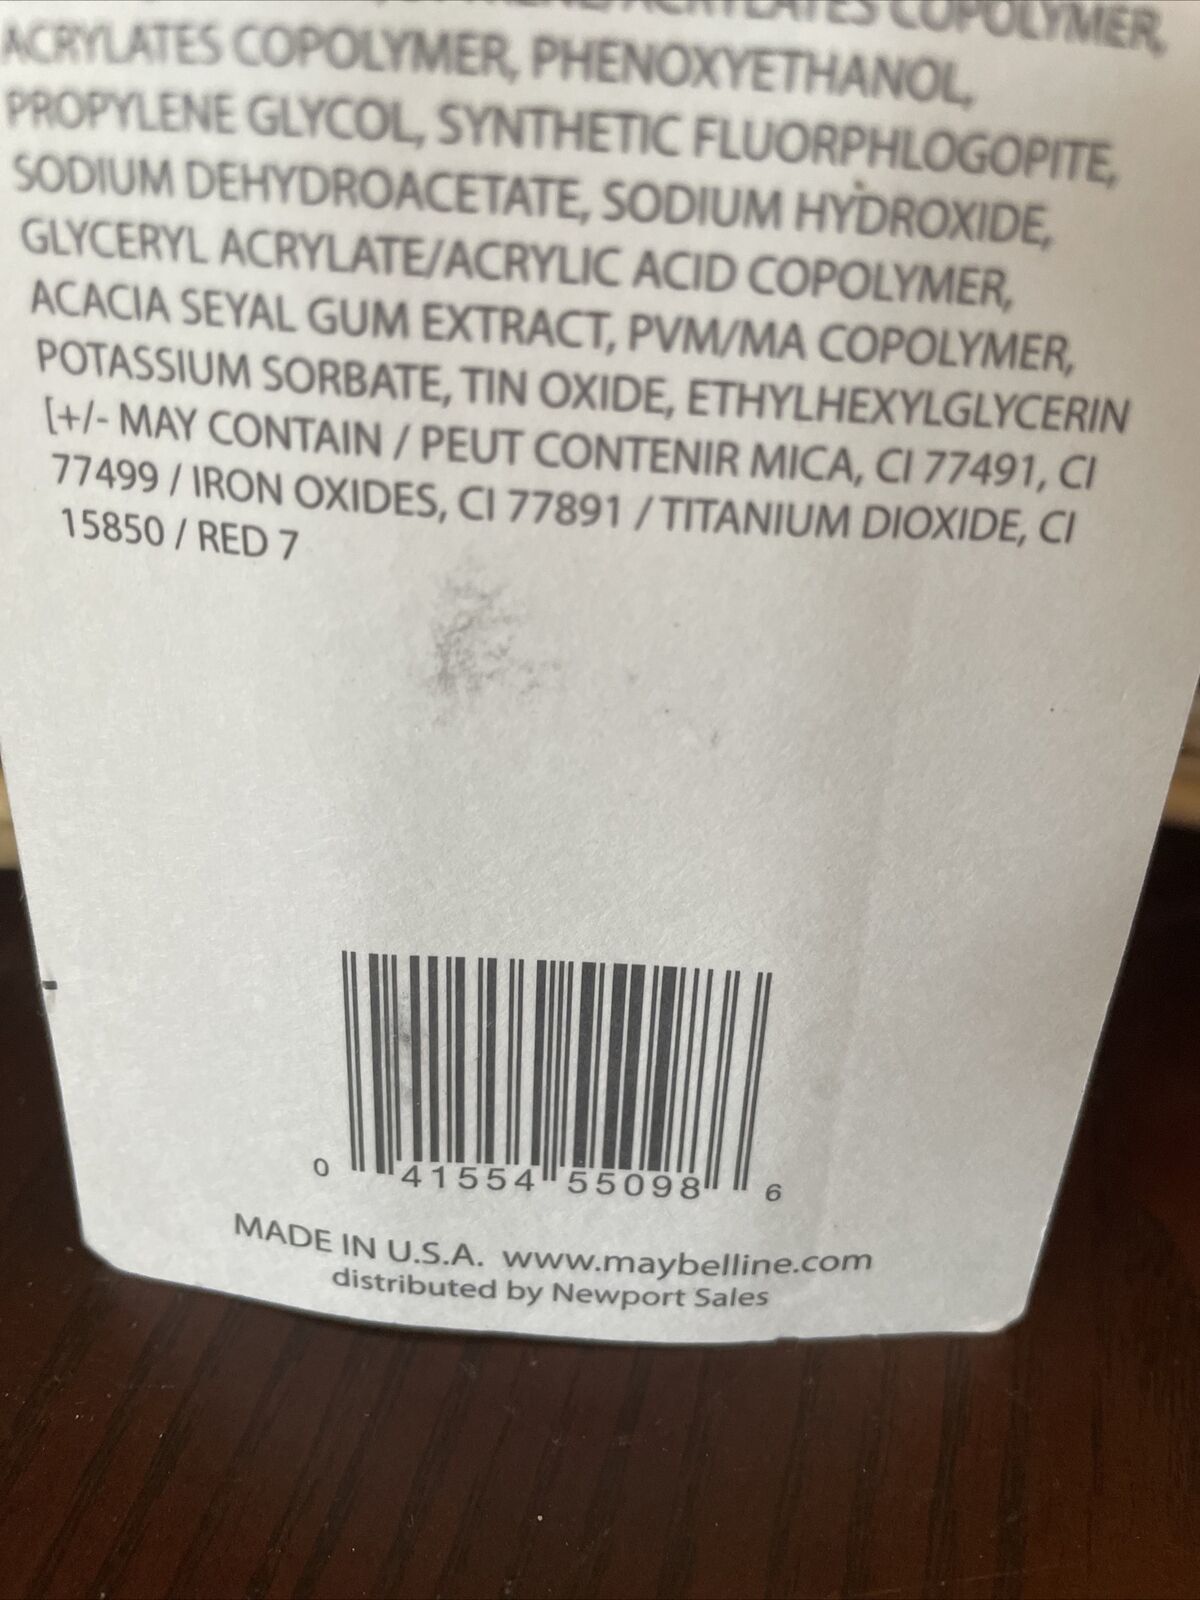 ACRYLATES COPOLYMER,
ACRYLATES COPOLYMER, PHENOXYETHANOL,
PROPYLENE GLYCOL, SYNTHETIC FLUORPHLOGOPITE,
SODIUM DEHYDROACETATE, SODIUM HYDROXIDE,
GLYCERYL ACRYLATE/ACRYLIC ACID COPOLYMER,
ACACIA SEYAL GUM EXTRACT, PVM/MA COPOLYMER,
POTASSIUM SORBATE, TIN OXIDE, ETHYLHEXYLGLYCERIN
[+/- MAY CONTAIN / PEUT CONTENIR MICA, CI 77491, CI
77499 / IRON OXIDES, CI 77891 / TITANIUM DIOXIDE, CI
15850 / RED 7
0 41554 55098 6
MADE IN U.S.A. www.maybelline.com
distributed by Newport Sales